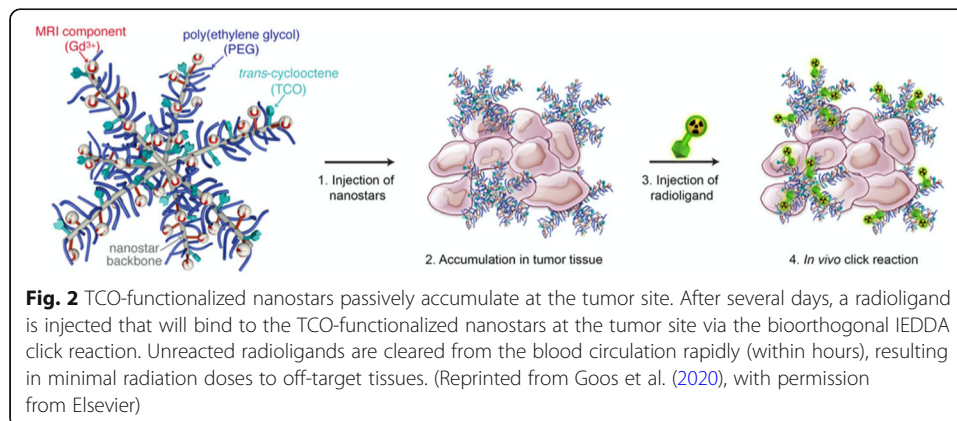 MRI component
(Gd³⁺)
poly(ethylene glycol)
(PEG)
trans-cyclooctene
(TCO)
nanostar
backbone
1. Injection of
nanostars
2. Accumulation in tumor tissue
3. Injection of
radioligand
4. In vivo click reaction
Fig. 2 TCO-functionalized nanostars passively accumulate at the tumor site. After several days, a radioligand
is injected that will bind to the TCO-functionalized nanostars at the tumor site via the bioorthogonal IEDDA
click reaction. Unreacted radioligands are cleared from the blood circulation rapidly (within hours), resulting
in minimal radiation doses to off-target tissues. (Reprinted from Goos et al. (2020), with permission
from Elsevier)